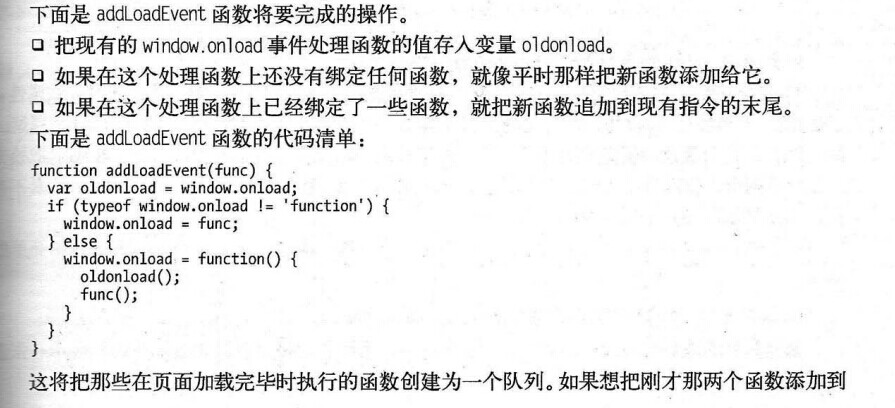 下面是 addLoadEvent 函数将要完成的操作。
❑ 把现有的 window.onload 事件处理函数的值存入变量 oldonload。
❑ 如果在这个处理函数上还没有绑定任何函数，就像平时那样把新函数添加给它。
❑ 如果在这个处理函数上已经绑定了一些函数，就把新函数追加到现有指令的末尾。
下面是 addLoadEvent 函数的代码清单：
function addLoadEvent(func) {
  var oldonload = window.onload;
  if (typeof window.onload != 'function') {
    window.onload = func;
  } else {
    window.onload = function() {
      oldonload();
      func();
    }
  }
}
这将把那些在页面加载完毕时执行的函数创建为一个队列。如果想把刚才那两个函数添加到